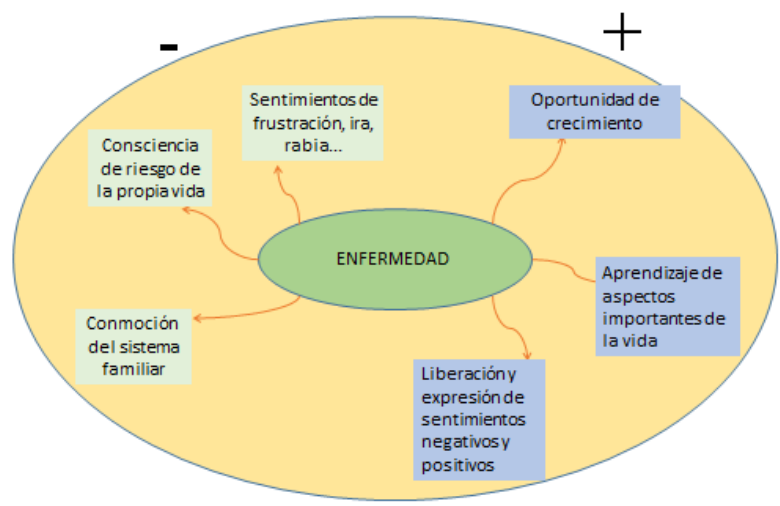 -
+
Sentimientos de
frustración, ira,
rabia...
Oportunidad de
crecimiento
Consciencia
de riesgo de
la propia vida
ENFERMEDAD
Aprendizaje de
aspectos
importantes de
la vida
Conmoción
del sistema
familiar
Liberación y
expresión de
sentimientos
negativos y
positivos